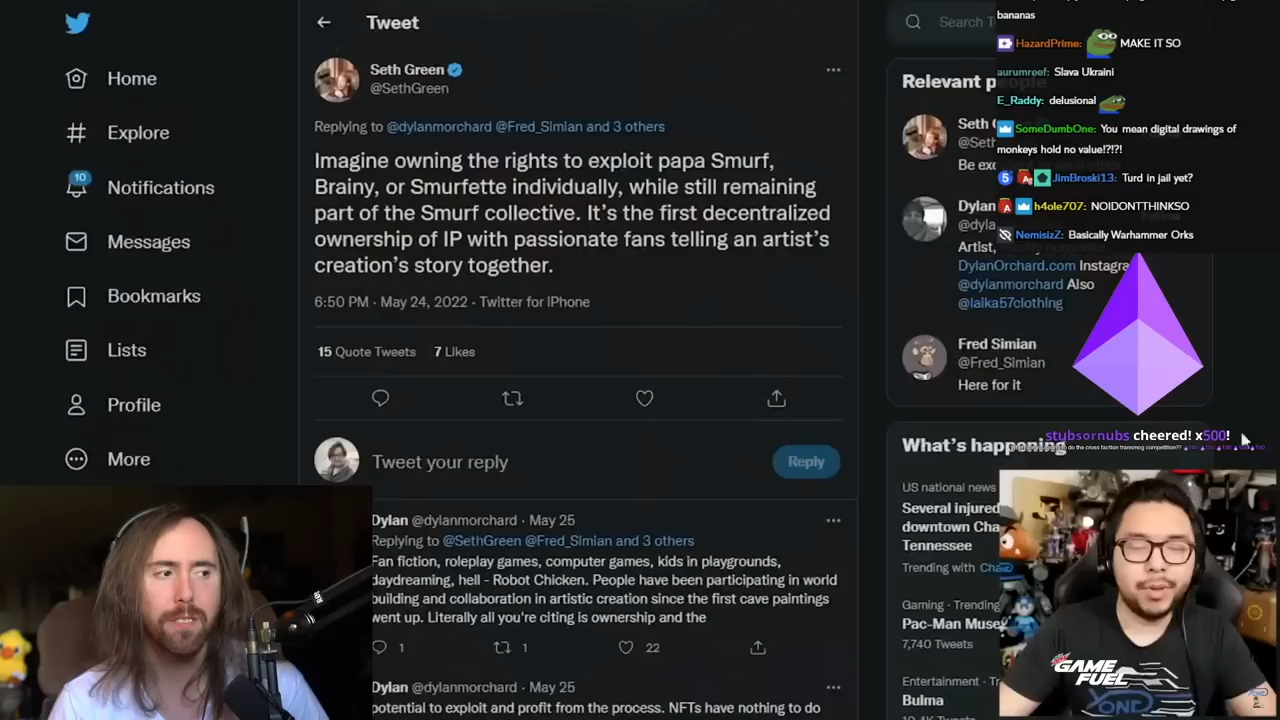 Home
Explore
10
Notifications
Messages
Bookmarks
Lists
Profile
More
Tweet
Seth Green
@SethGreen
Replying to @dylanmorchard @Fred_Simian and 3 others
Imagine owning the rights to exploit papa Smurf,
Brainy, or Smurfette individually, while still remaining
part of the Smurf collective. It's the first decentralized
ownership of IP with passionate fans telling an artist's
creation's story together.
6:50 PM · May 24, 2022 · Twitter for iPhone
15 Quote Tweets 7 Likes
Tweet your reply
Reply
Dylan @dylanmorchard · May 25
Replying to @SethGreen @Fred_Simian and 3 others
Fan fiction, roleplay games, computer games, kids in playgrounds,
daydreaming, hell - Robot Chicken. People have been participating in world
building and collaboration in artistic creation since the first cave paintings
went up. Literally all you're citing is ownership and the
1 1 22
Dylan @dylanmorchard · May 25
potential to exploit and profit from the process. NFTs have nothing to do
Search T
Relevant pe
Seth
@Seth
Be
Dylan
@dyla
Artist,
DylanOrchard.com Instagra
@dylanmorchard Also
@laika57clothing
Fred Simian
@Fred_Simian
Here for it
What's happening
US national news
Several injured
downtown Cha
Tennessee
Trending with Cha
Gaming · Trending
Pac-Man Muse
7,740 Tweets
Entertainment · Tr
Bulma
bananas
HazardPrime: MAKE IT SO
aurumreef: Slava Ukraini
E_Raddy: delusional
SomeDumbOne: You mean digital drawings of
monkeys hold no value!?!?!
JimBroski13: Turd in jail yet?
h4ole707: NOIDONTTHINKSO
NemisizZ: Basically Warhammer Orks
stubsornubs cheered! x500!
GAME
FUEL